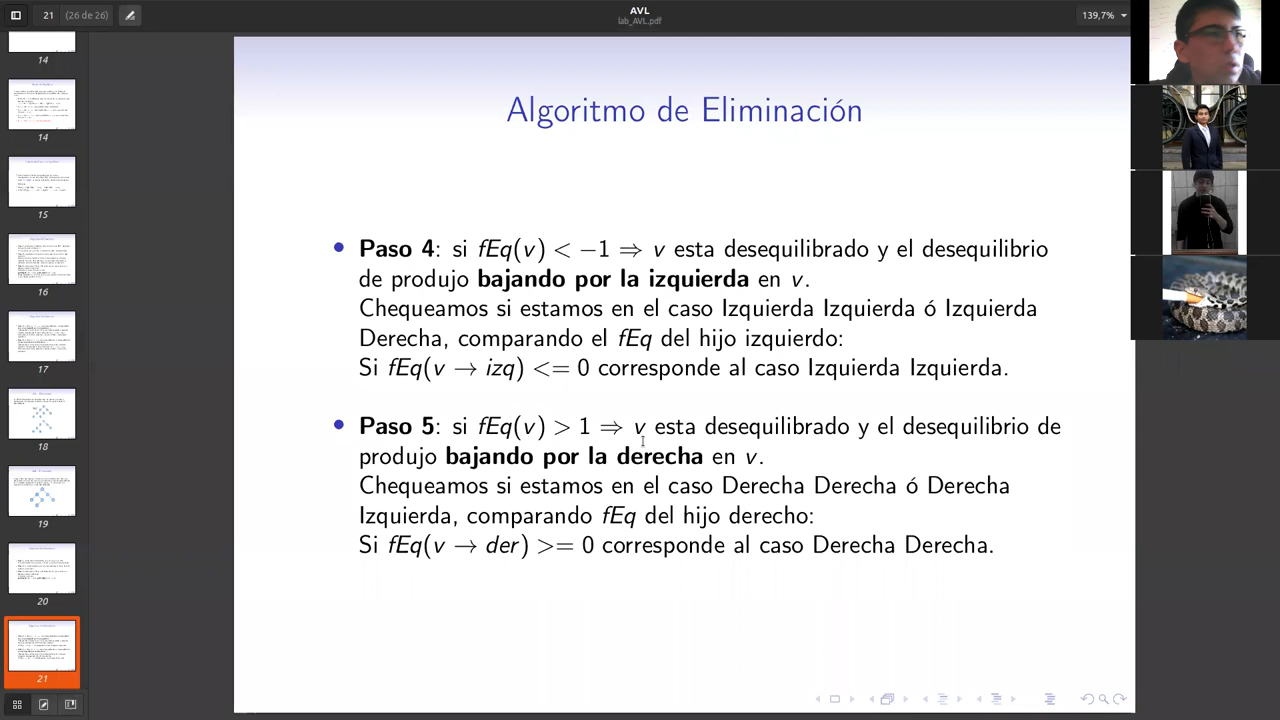 21 (26 de 26)
AVL
lab_AVL.pdf
139,7%
14
14
15
16
17
18
19
20
21
Algoritmo de Eliminación
Paso 4: si fEq(v) < −1 ⇒ v esta desequilibrado y el desequilibrio
de produjo bajando por la izquierda en v.
Chequeamos si estamos en el caso Izquierda Izquierda ó Izquierda
Derecha, comparando el fEq del hijo izquierdo:
Si fEq(v → izq) <= 0 corresponde al caso Izquierda Izquierda.
Paso 5: si fEq(v) > 1 ⇒ v esta desequilibrado y el desequilibrio de
produjo bajando por la derecha en v.
Chequeamos si estamos en el caso Derecha Derecha ó Derecha
Izquierda, comparando fEq del hijo derecho:
Si fEq(v → der) >= 0 corresponde al caso Derecha Derecha.